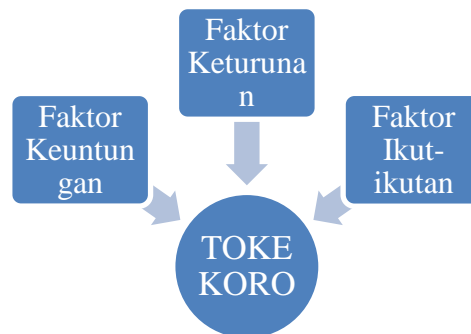 Faktor
Keuntun
gan
Faktor
Keturuna
n
Faktor
Ikut-
ikutan
TOKE
KORO